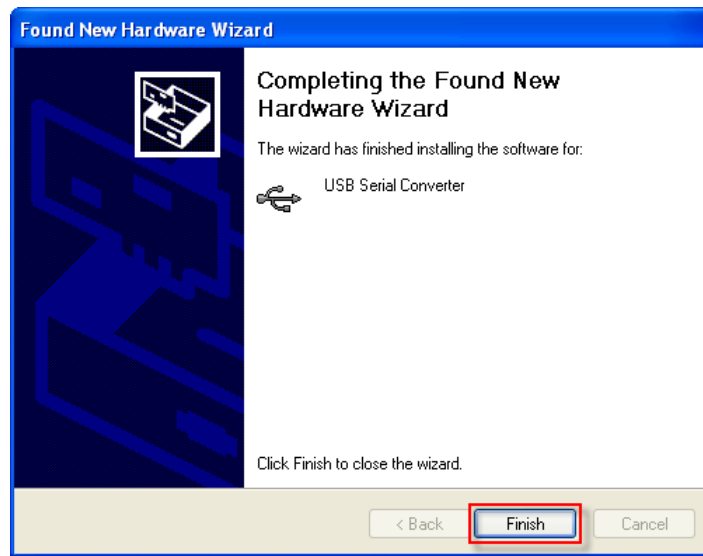 Found New Hardware Wizard
Completing the Found New
Hardware Wizard
The wizard has finished installing the software for:
USB Serial Converter
Click Finish to close the wizard.
< Back
Finish
Cancel